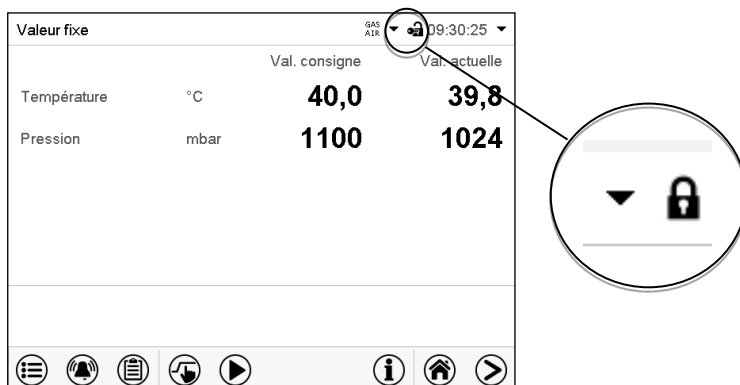 Valeur fixe GAS AIR 09:30:25
Val. consigne Val. actuelle
Température °C 40,0 39,8
Pression mbar 1100 1024